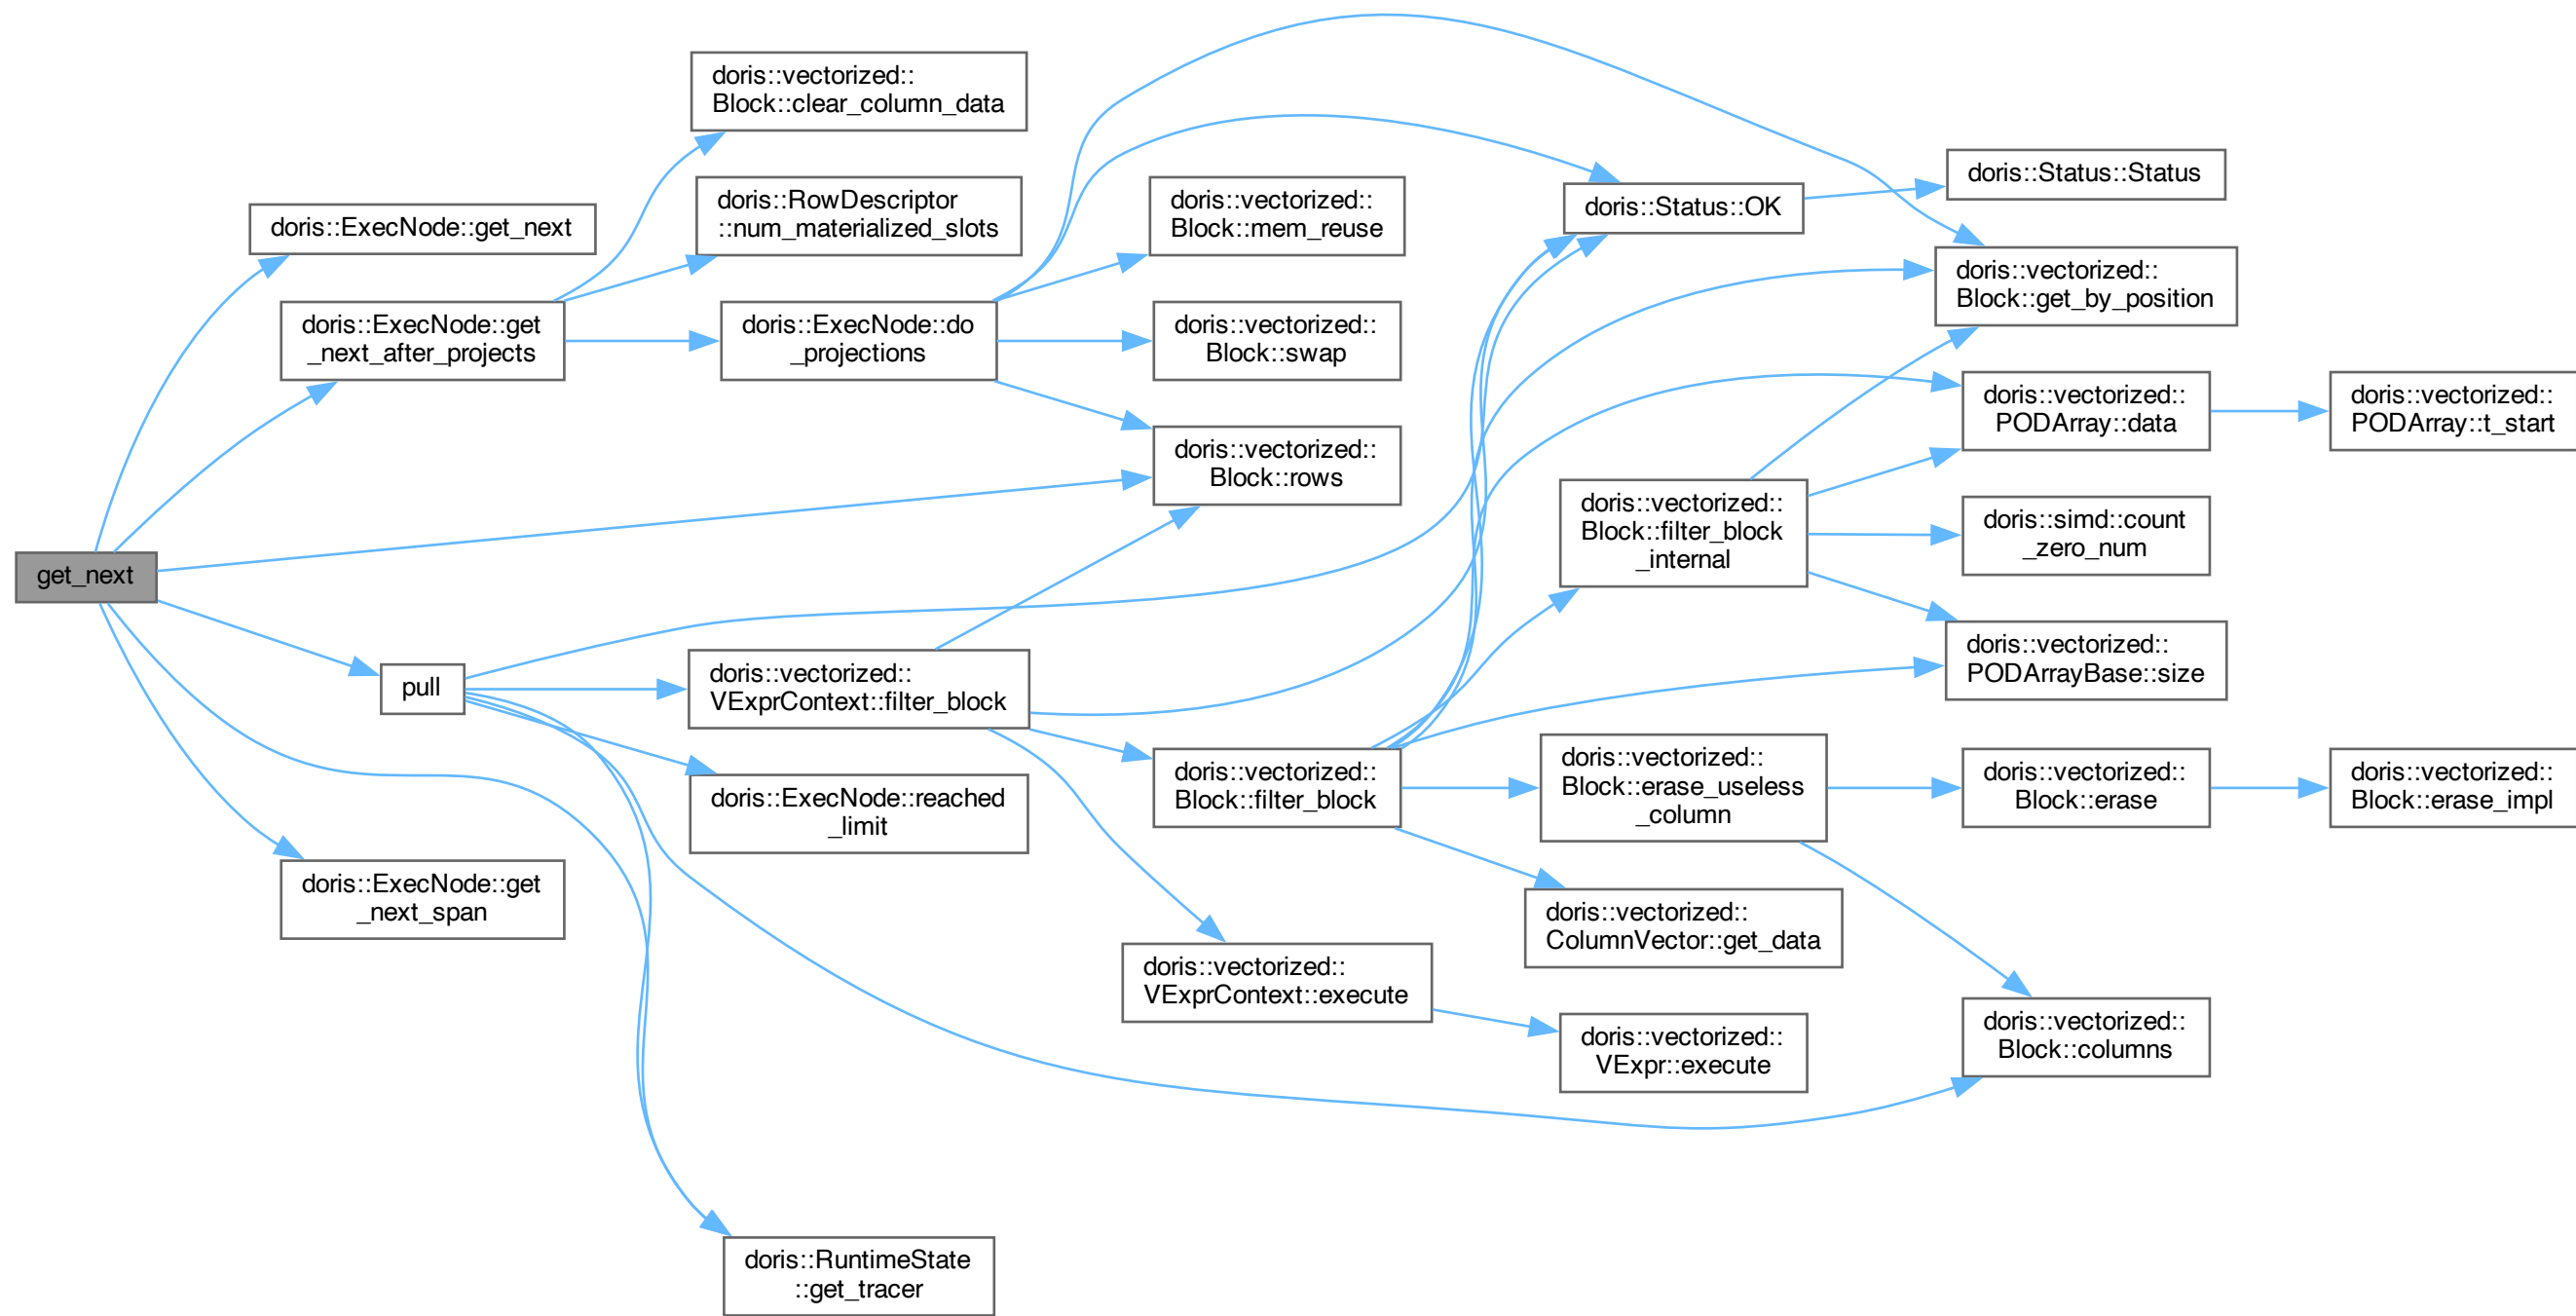 get_next
doris::ExecNode::get_next
doris::ExecNode::get
_next_after_projects
doris::vectorized::
Block::clear_column_data
doris::RowDescriptor
::num_materialized_slots
doris::ExecNode::do
_projections
doris::vectorized::
Block::mem_reuse
doris::vectorized::
Block::swap
doris::vectorized::
Block::rows
doris::Status::OK
doris::Status::Status
doris::vectorized::
Block::get_by_position
doris::vectorized::
PODArray::data
doris::vectorized::
PODArray::t_start
doris::vectorized::
Block::filter_block
_internal
doris::simd::count
_zero_num
doris::vectorized::
PODArrayBase::size
pull
doris::vectorized::
VExprContext::filter_block
doris::ExecNode::reached
_limit
doris::vectorized::
Block::filter_block
doris::vectorized::
Block::erase_useless
_column
doris::vectorized::
Block::erase
doris::vectorized::
Block::erase_impl
doris::ExecNode::get
_next_span
doris::vectorized::
ColumnVector::get_data
doris::vectorized::
VExprContext::execute
doris::vectorized::
VExpr::execute
doris::vectorized::
Block::columns
doris::RuntimeState
::get_tracer